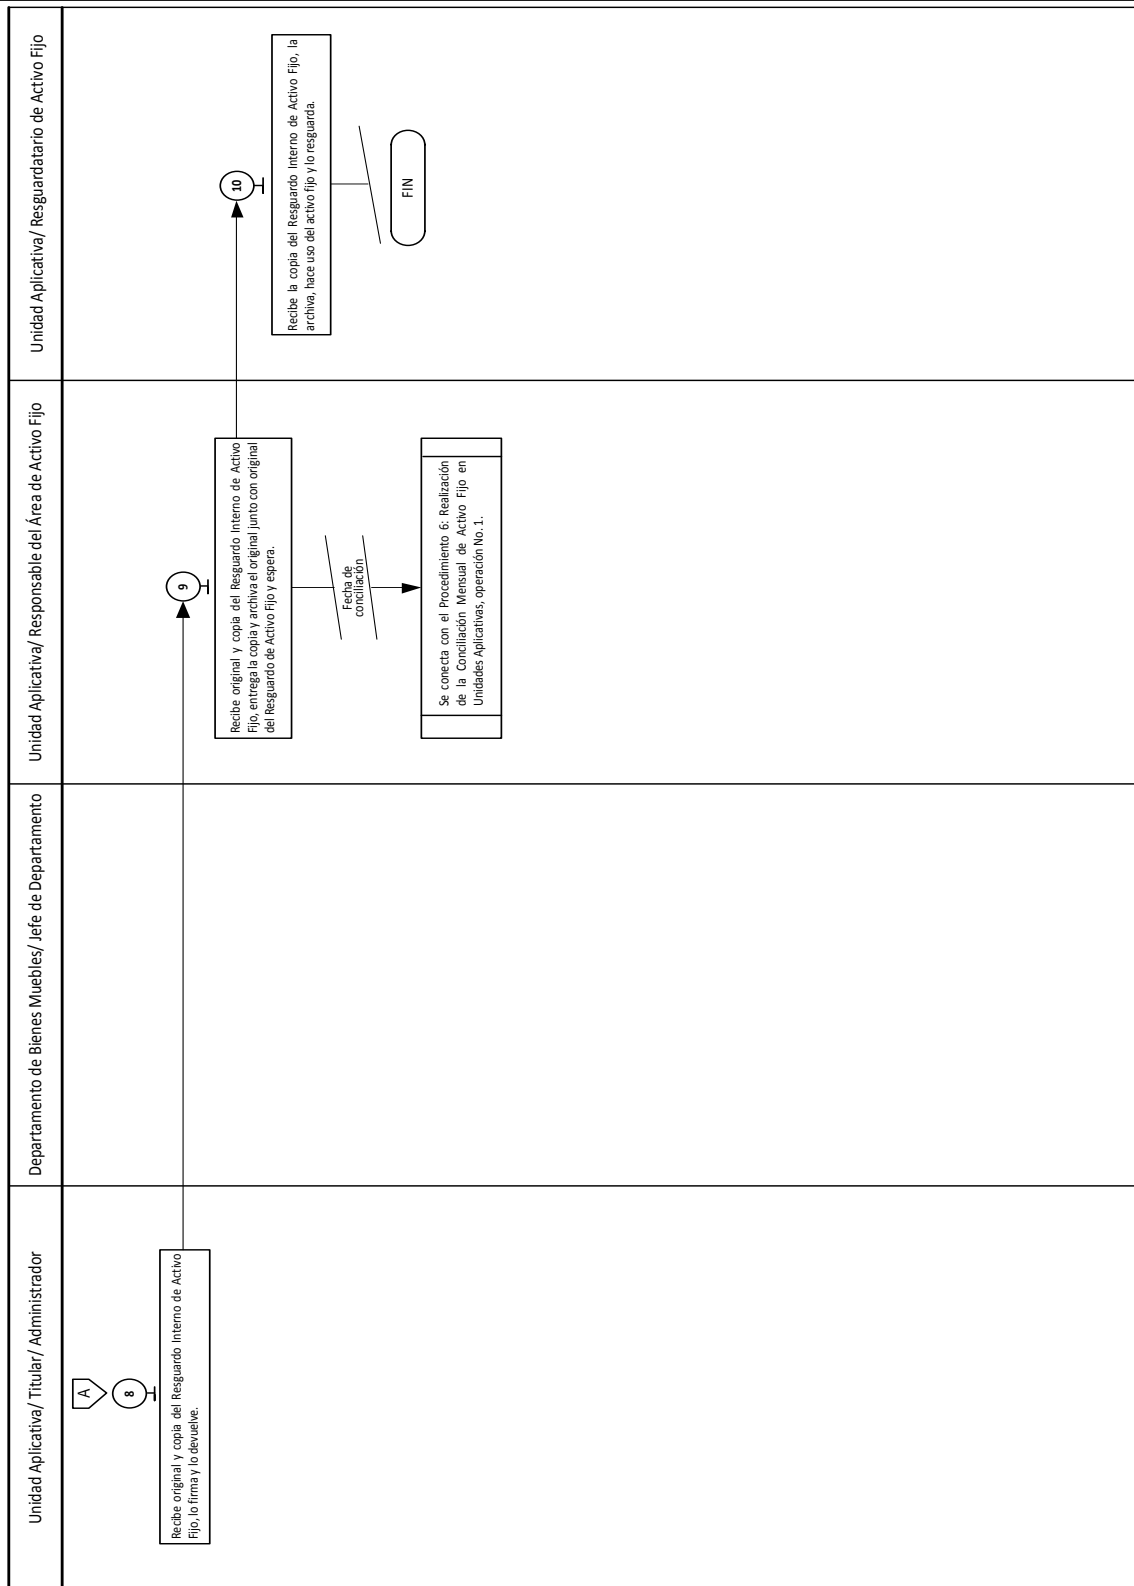 Unidad Aplicativa/ Titular/ Administrador
Departamento de Bienes Muebles/ Jefe de Departamento
Unidad Aplicativa/ Responsable del Área de Activo Fijo
Unidad Aplicativa/ Resguardatario de Activo Fijo
A
8
Recibe original y copia del Resguardo Interno de Activo
Fijo, lo firma y lo devuelve.
9
Recibe original y copia del Resguardo Interno de Activo
Fijo, entrega la copia y archiva el original junto con original
del Resguardo de Activo Fijo y espera.
Fecha de
conciliación
Se conecta con el Procedimiento 6: Realización
de la Conciliación Mensual de Activo Fijo en
Unidades Aplicativas, operación No. 1.
10
Recibe la copia del Resguardo Interno de Activo Fijo, la
archiva, hace uso del activo fijo y lo resguarda.
FIN